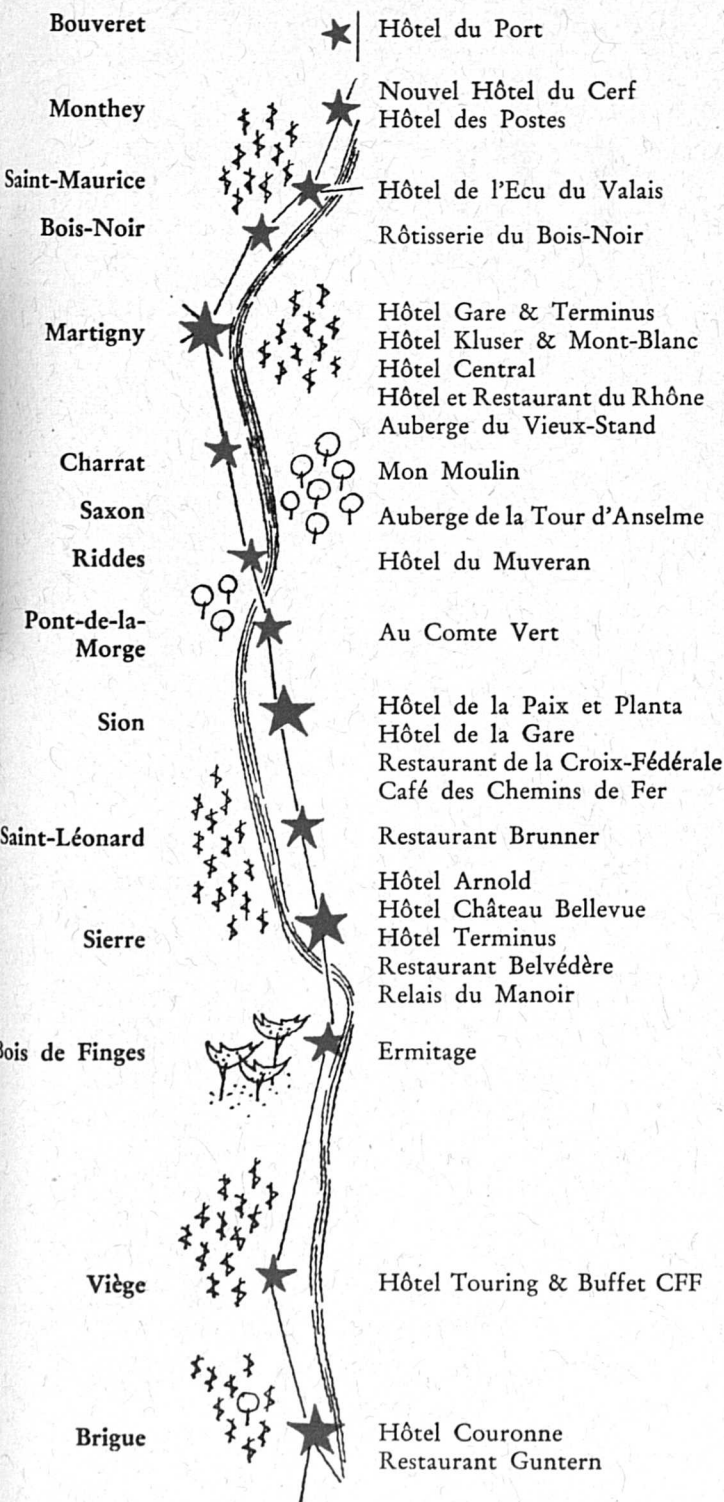 Bouveret
Hôtel du Port
Monthey
Nouvel Hôtel du Cerf
Hôtel des Postes
Saint-Maurice
Hôtel de l'Ecu du Valais
Bois-Noir
Rôtisserie du Bois-Noir
Martigny
Hôtel Gare & Terminus
Hôtel Kluser & Mont-Blanc
Hôtel Central
Hôtel et Restaurant du Rhône
Auberge du Vieux-Stand
Charrat
Mon Moulin
Saxon
Auberge de la Tour d'Anselme
Riddes
Hôtel du Muveran
Pont-de-la-
Morge
Au Comte Vert
Sion
Hôtel de la Paix et Planta
Hôtel de la Gare
Restaurant de la Croix-Fédérale
Café des Chemins de Fer
Saint-Léonard
Restaurant Brunner
Sierre
Hôtel Arnold
Hôtel Château Bellevue
Hôtel Terminus
Restaurant Belvédère
Relais du Manoir
Bois de Finges
Ermitage
Viège
Hôtel Touring & Buffet CFF
Brigue
Hôtel Couronne
Restaurant Guntern